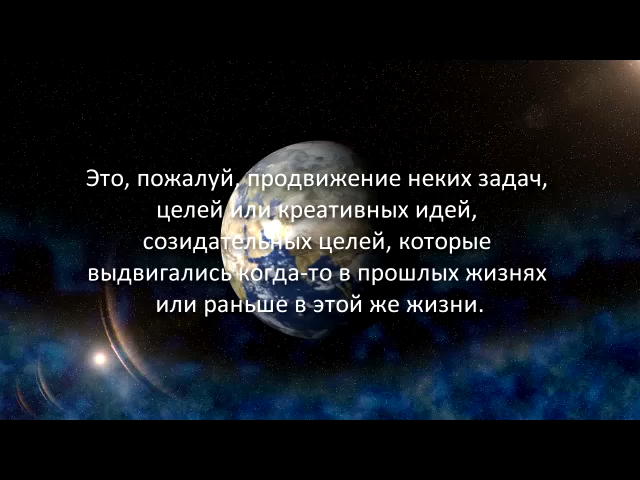 Это, пожалуй, продвижение неких задач,
целей или креативных идей,
созидательных целей, которые
выдвигались когда-то в прошлых жизнях
или раньше в этой же жизни.